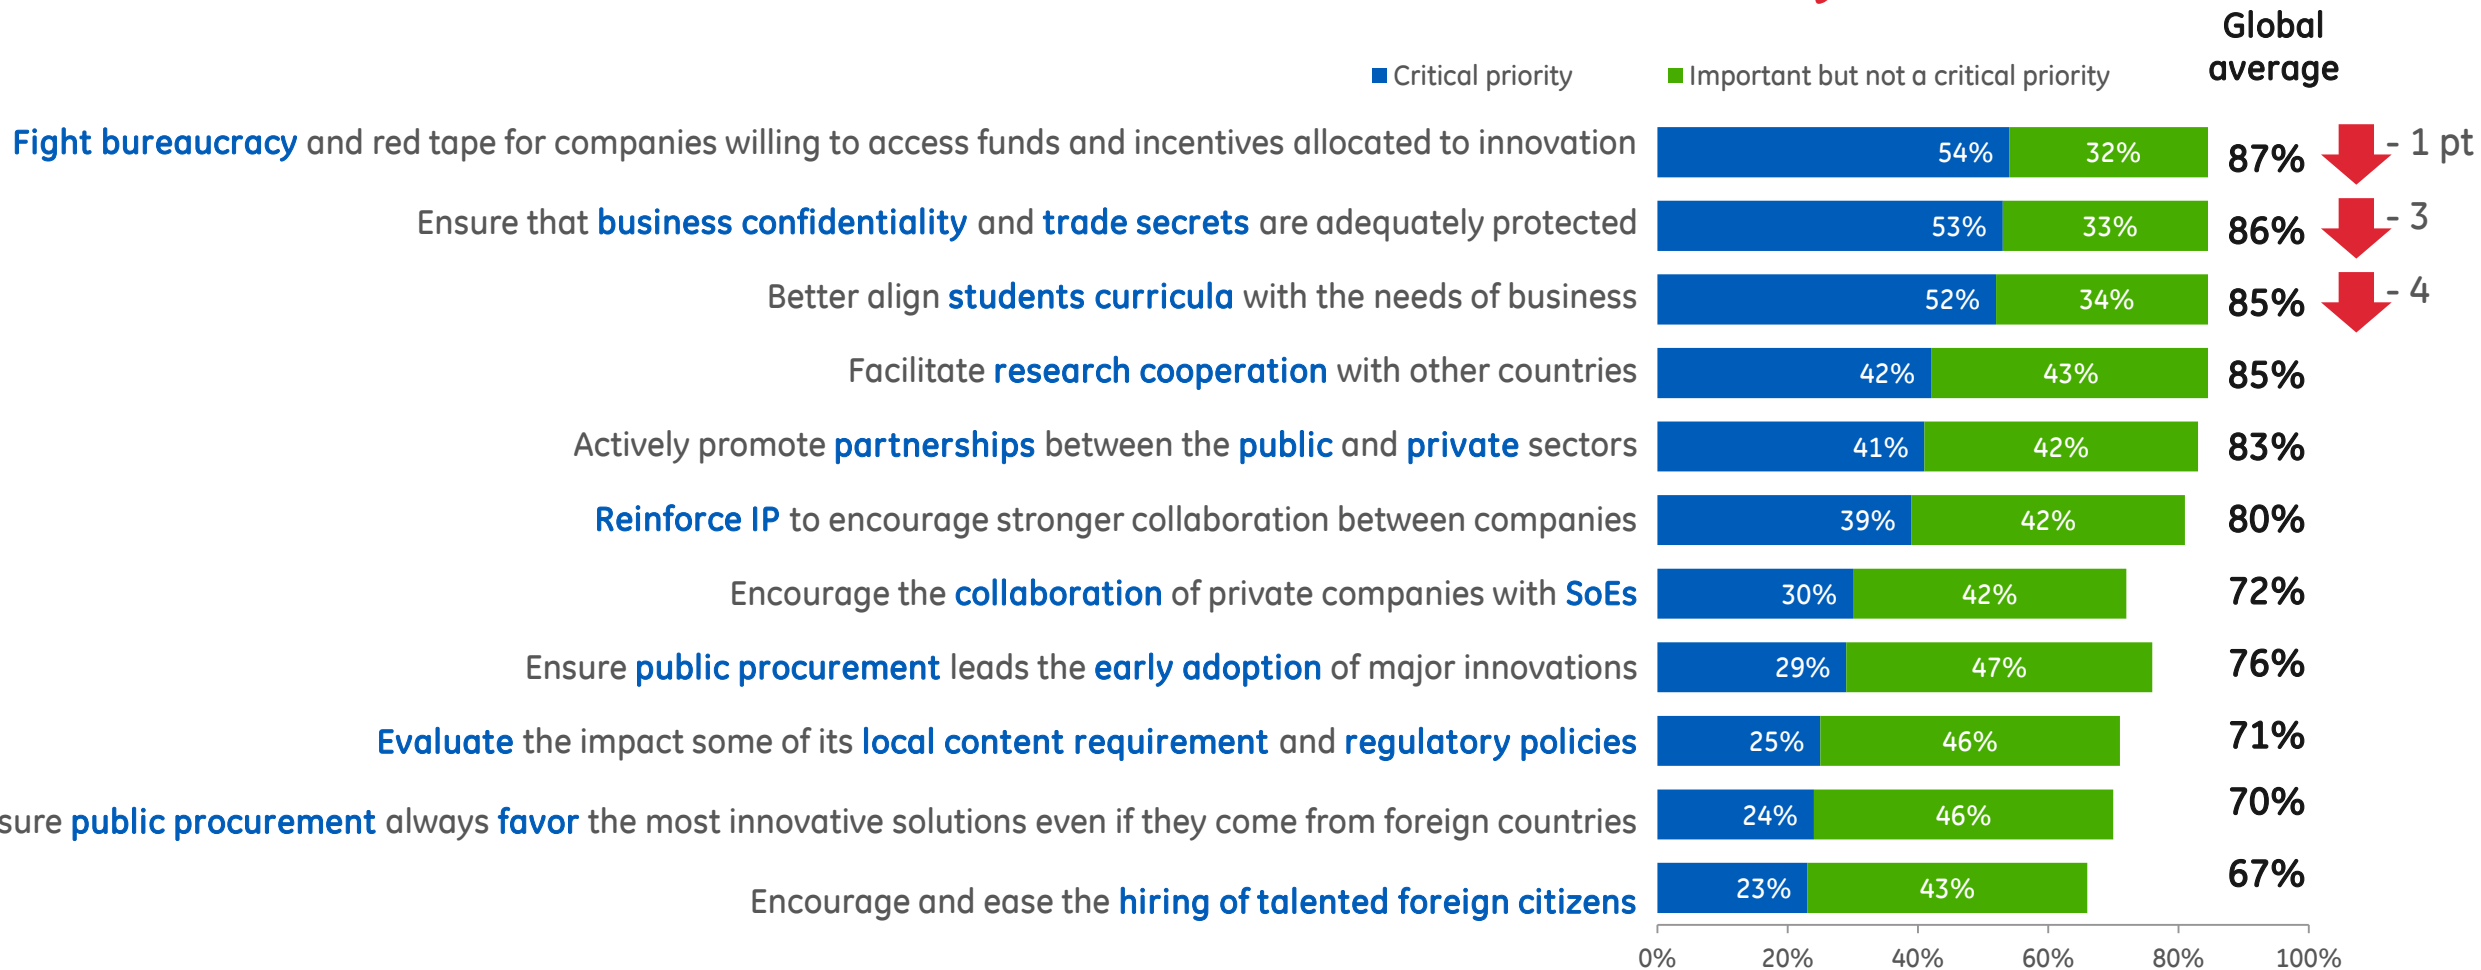 Global
average
Critical priority
Important but not a critical priority
Fight bureaucracy and red tape for companies willing to access funds and incentives allocated to innovation 54% 32% 87% - 1 pt
Ensure that business confidentiality and trade secrets are adequately protected 53% 33% 86% - 3
Better align students curricula with the needs of business 52% 34% 85% - 4
Facilitate research cooperation with other countries 42% 43% 85%
Actively promote partnerships between the public and private sectors 41% 42% 83%
Reinforce IP to encourage stronger collaboration between companies 39% 42% 80%
Encourage the collaboration of private companies with SoEs 30% 42% 72%
Ensure public procurement leads the early adoption of major innovations 29% 47% 76%
Evaluate the impact some of its local content requirement and regulatory policies 25% 46% 71%
sure public procurement always favor the most innovative solutions even if they come from foreign countries 24% 46% 70%
Encourage and ease the hiring of talented foreign citizens 23% 43% 67%
0% 20% 40% 60% 80% 100%